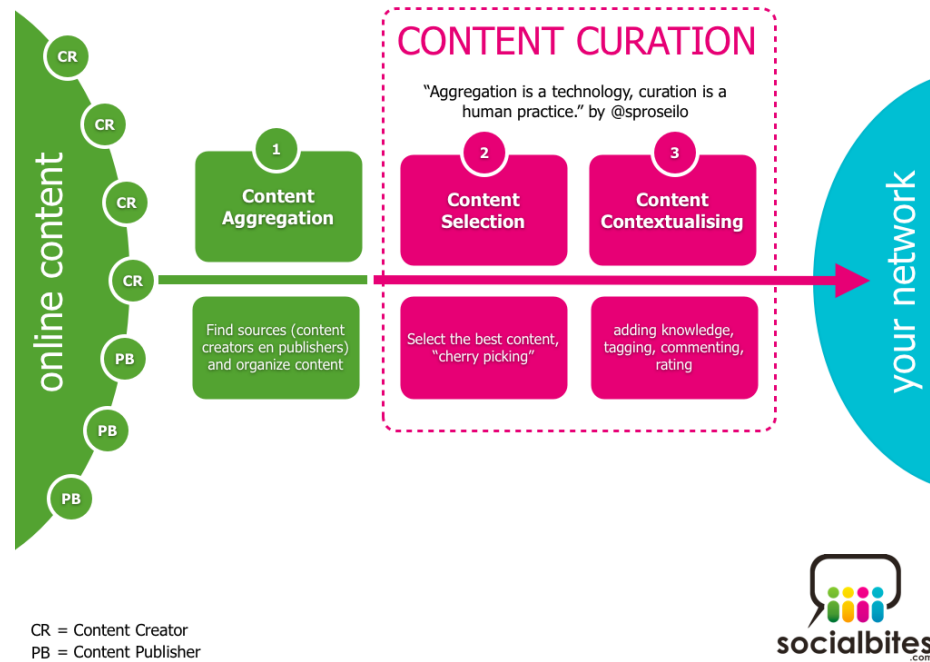 CONTENT CURATION
“Aggregation is a technology, curation is a
human practice.” by @sproseilo
online content
CR
CR
CR
CR
PB
PB
PB
1
Content
Aggregation
Find sources (content
creators en publishers)
and organize content
2
Content
Selection
Select the best content,
“cherry picking”
3
Content
Contextualising
adding knowledge,
tagging, commenting,
rating
your network
CR = Content Creator
PB = Content Publisher
socialbites
.com